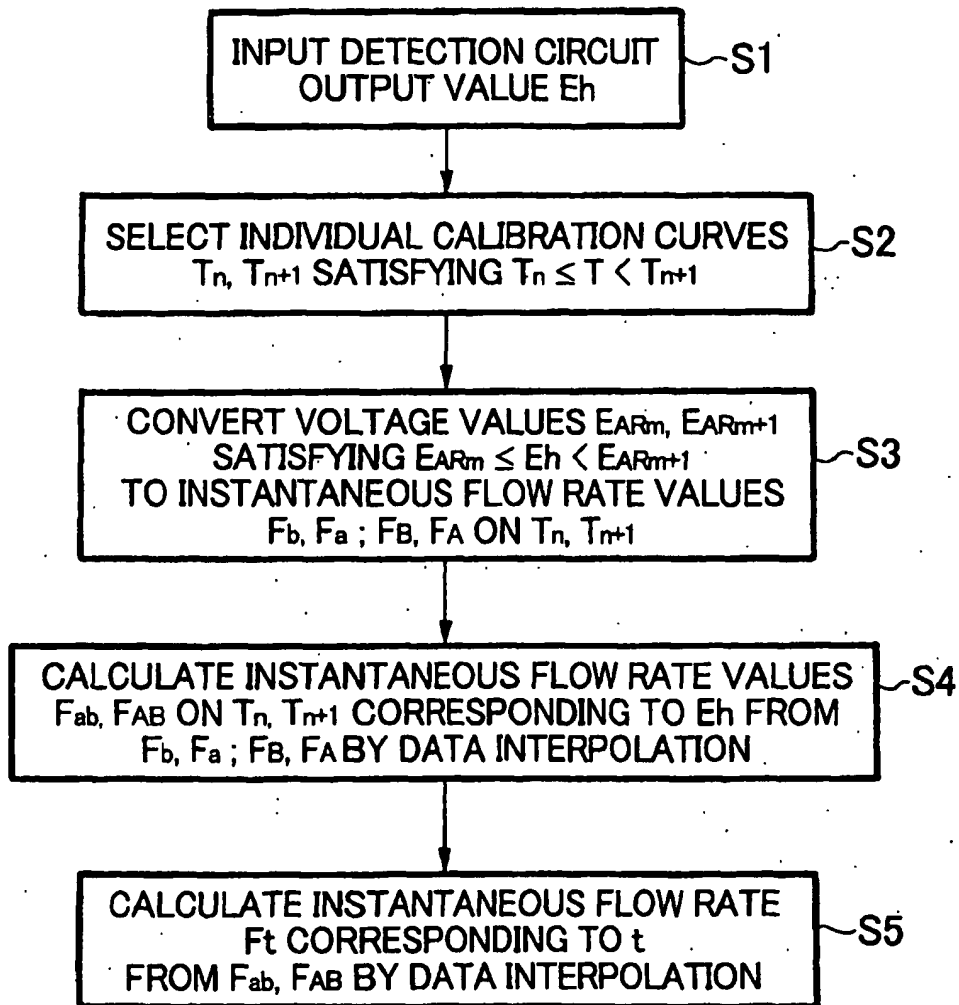 INPUT DETECTION CIRCUIT
OUTPUT VALUE Eh
S1
SELECT INDIVIDUAL CALIBRATION CURVES
Tn, Tn+1 SATISFYING Tn ≤ T < Tn+1
S2
CONVERT VOLTAGE VALUES EARm, EARm+1
SATISFYING EARm ≤ Eh < EARm+1
TO INSTANTANEOUS FLOW RATE VALUES
Fb, Fa ; FB, FA ON Tn, Tn+1
S3
CALCULATE INSTANTANEOUS FLOW RATE VALUES
Fab, FAB ON Tn, Tn+1 CORRESPONDING TO Eh FROM
Fb, Fa ; FB, FA BY DATA INTERPOLATION
S4
CALCULATE INSTANTANEOUS FLOW RATE
Ft CORRESPONDING TO t
FROM Fab, FAB BY DATA INTERPOLATION
S5